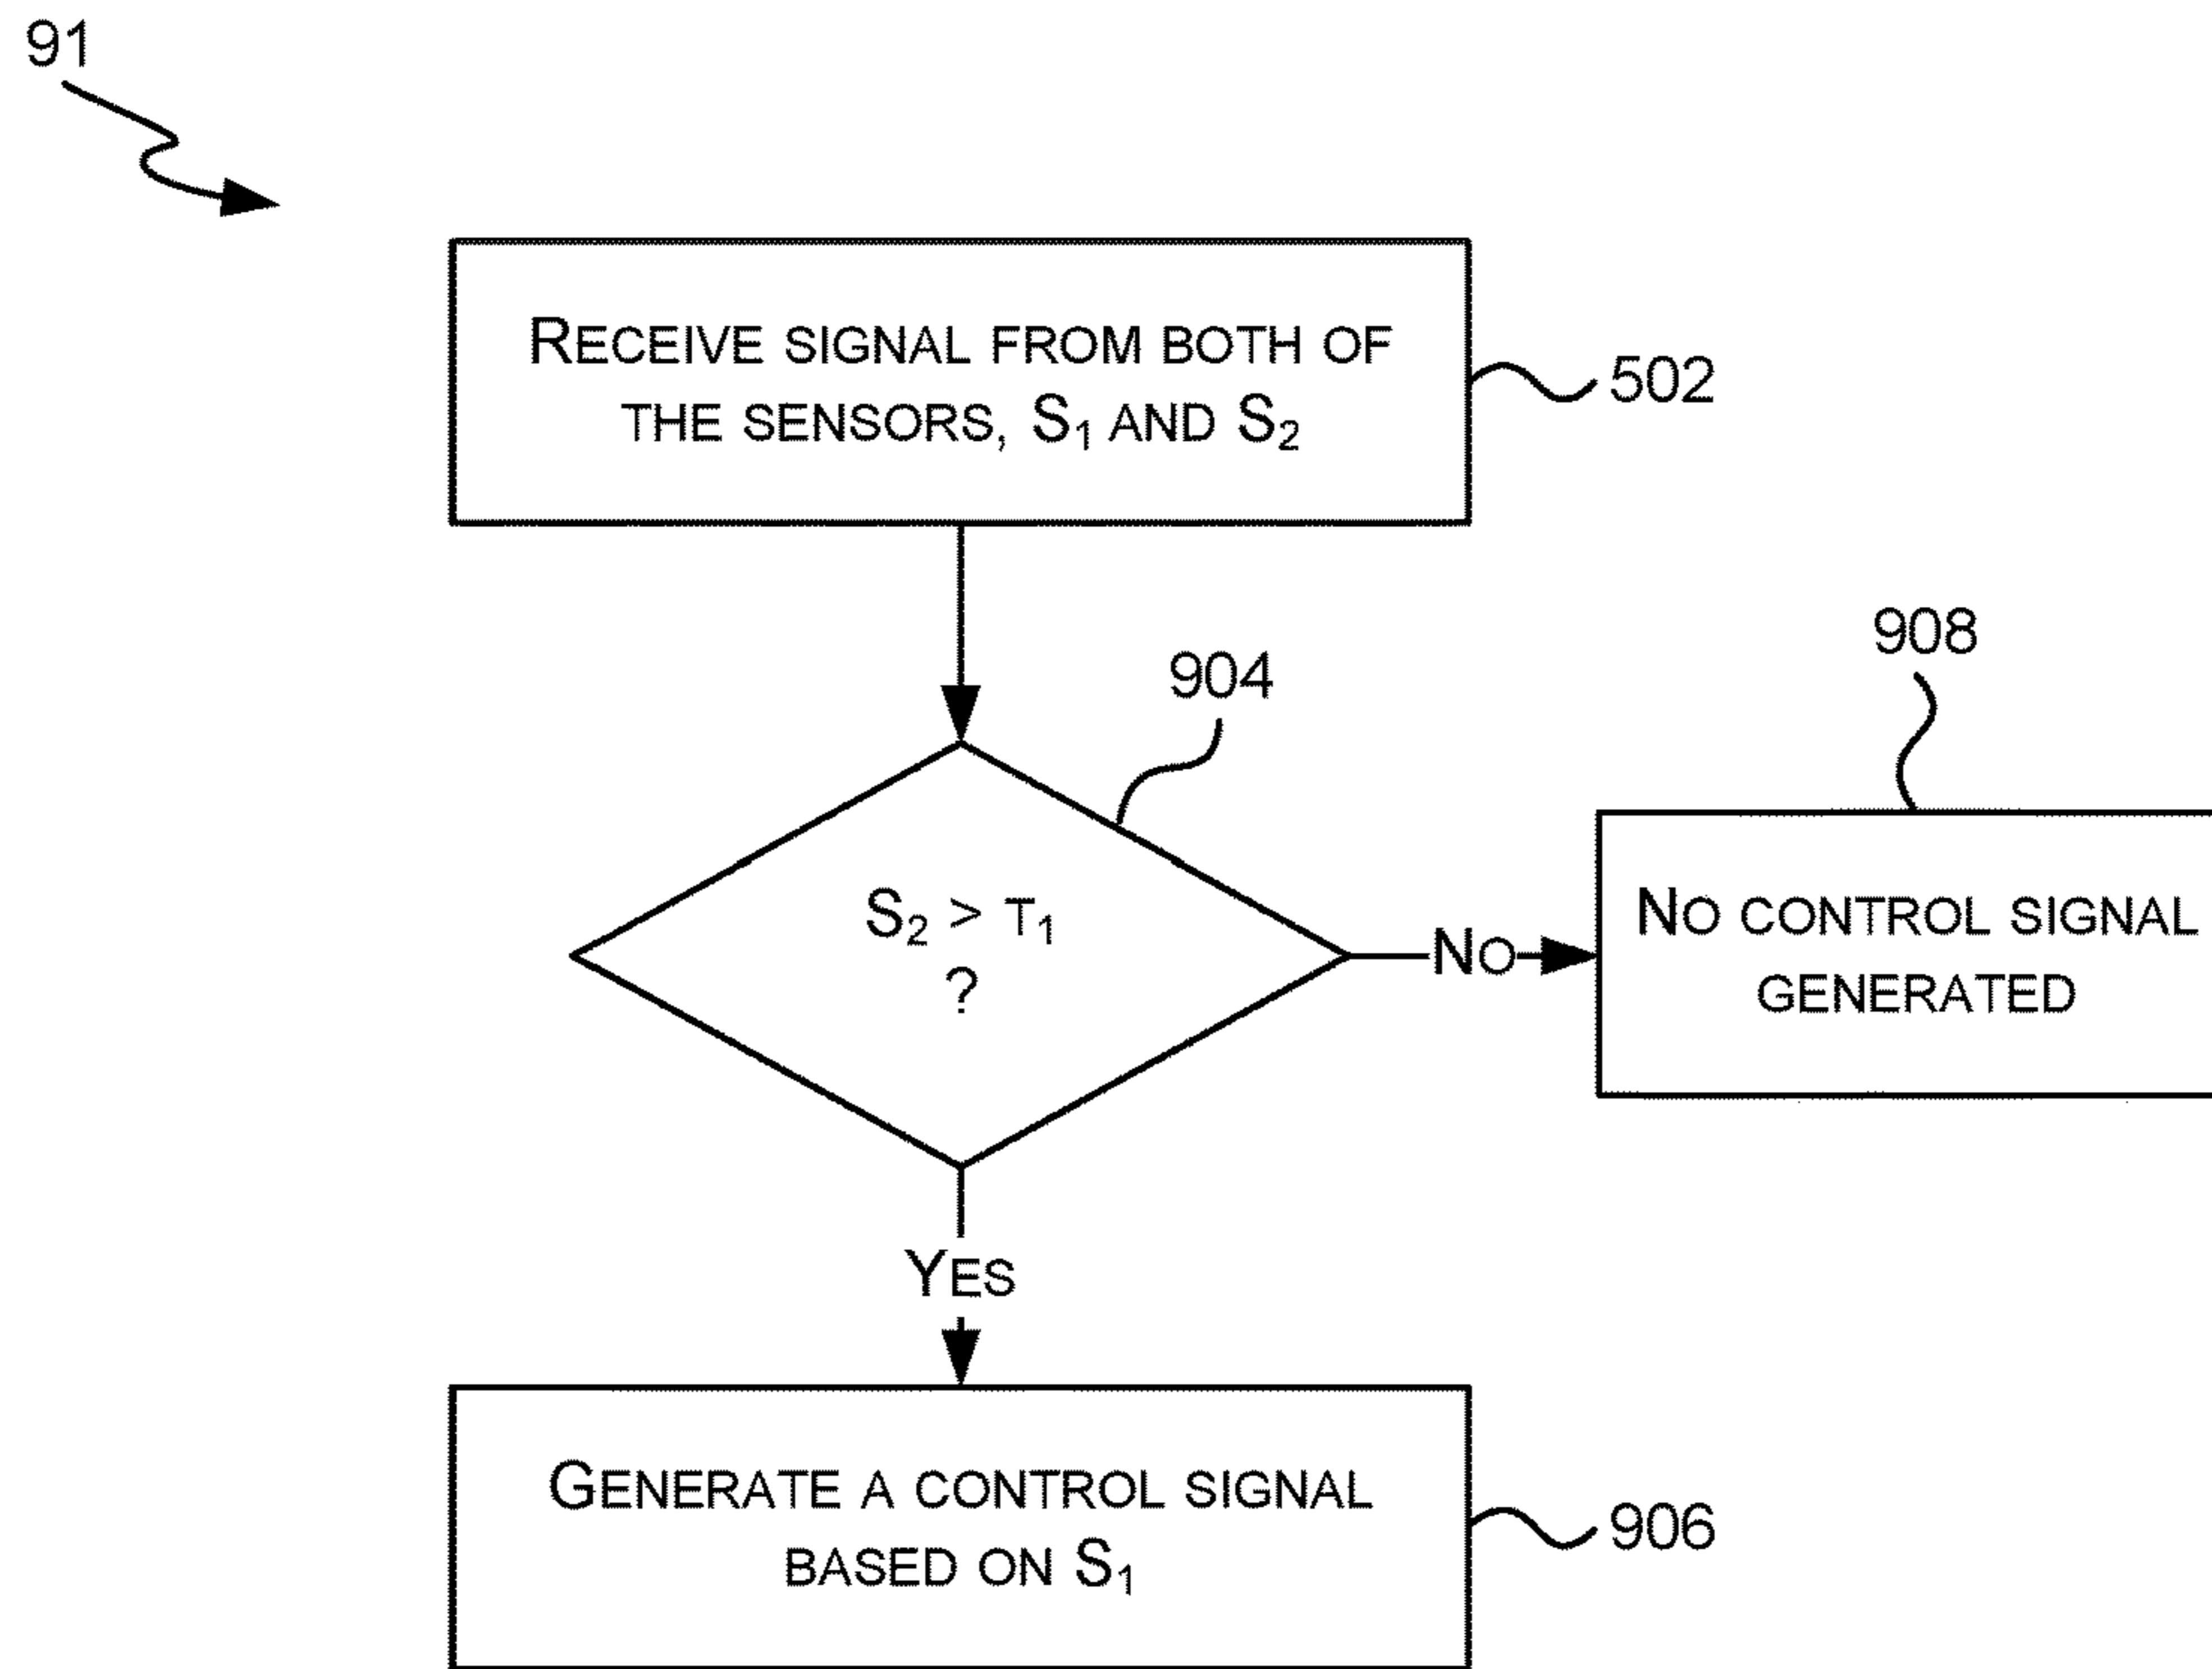 91
RECEIVE SIGNAL FROM BOTH OF
THE SENSORS, S₁ AND S₂
502
904
908
S₂ > T₁
?
NO
NO CONTROL SIGNAL
GENERATED
YES
GENERATE A CONTROL SIGNAL
BASED ON S₁
906